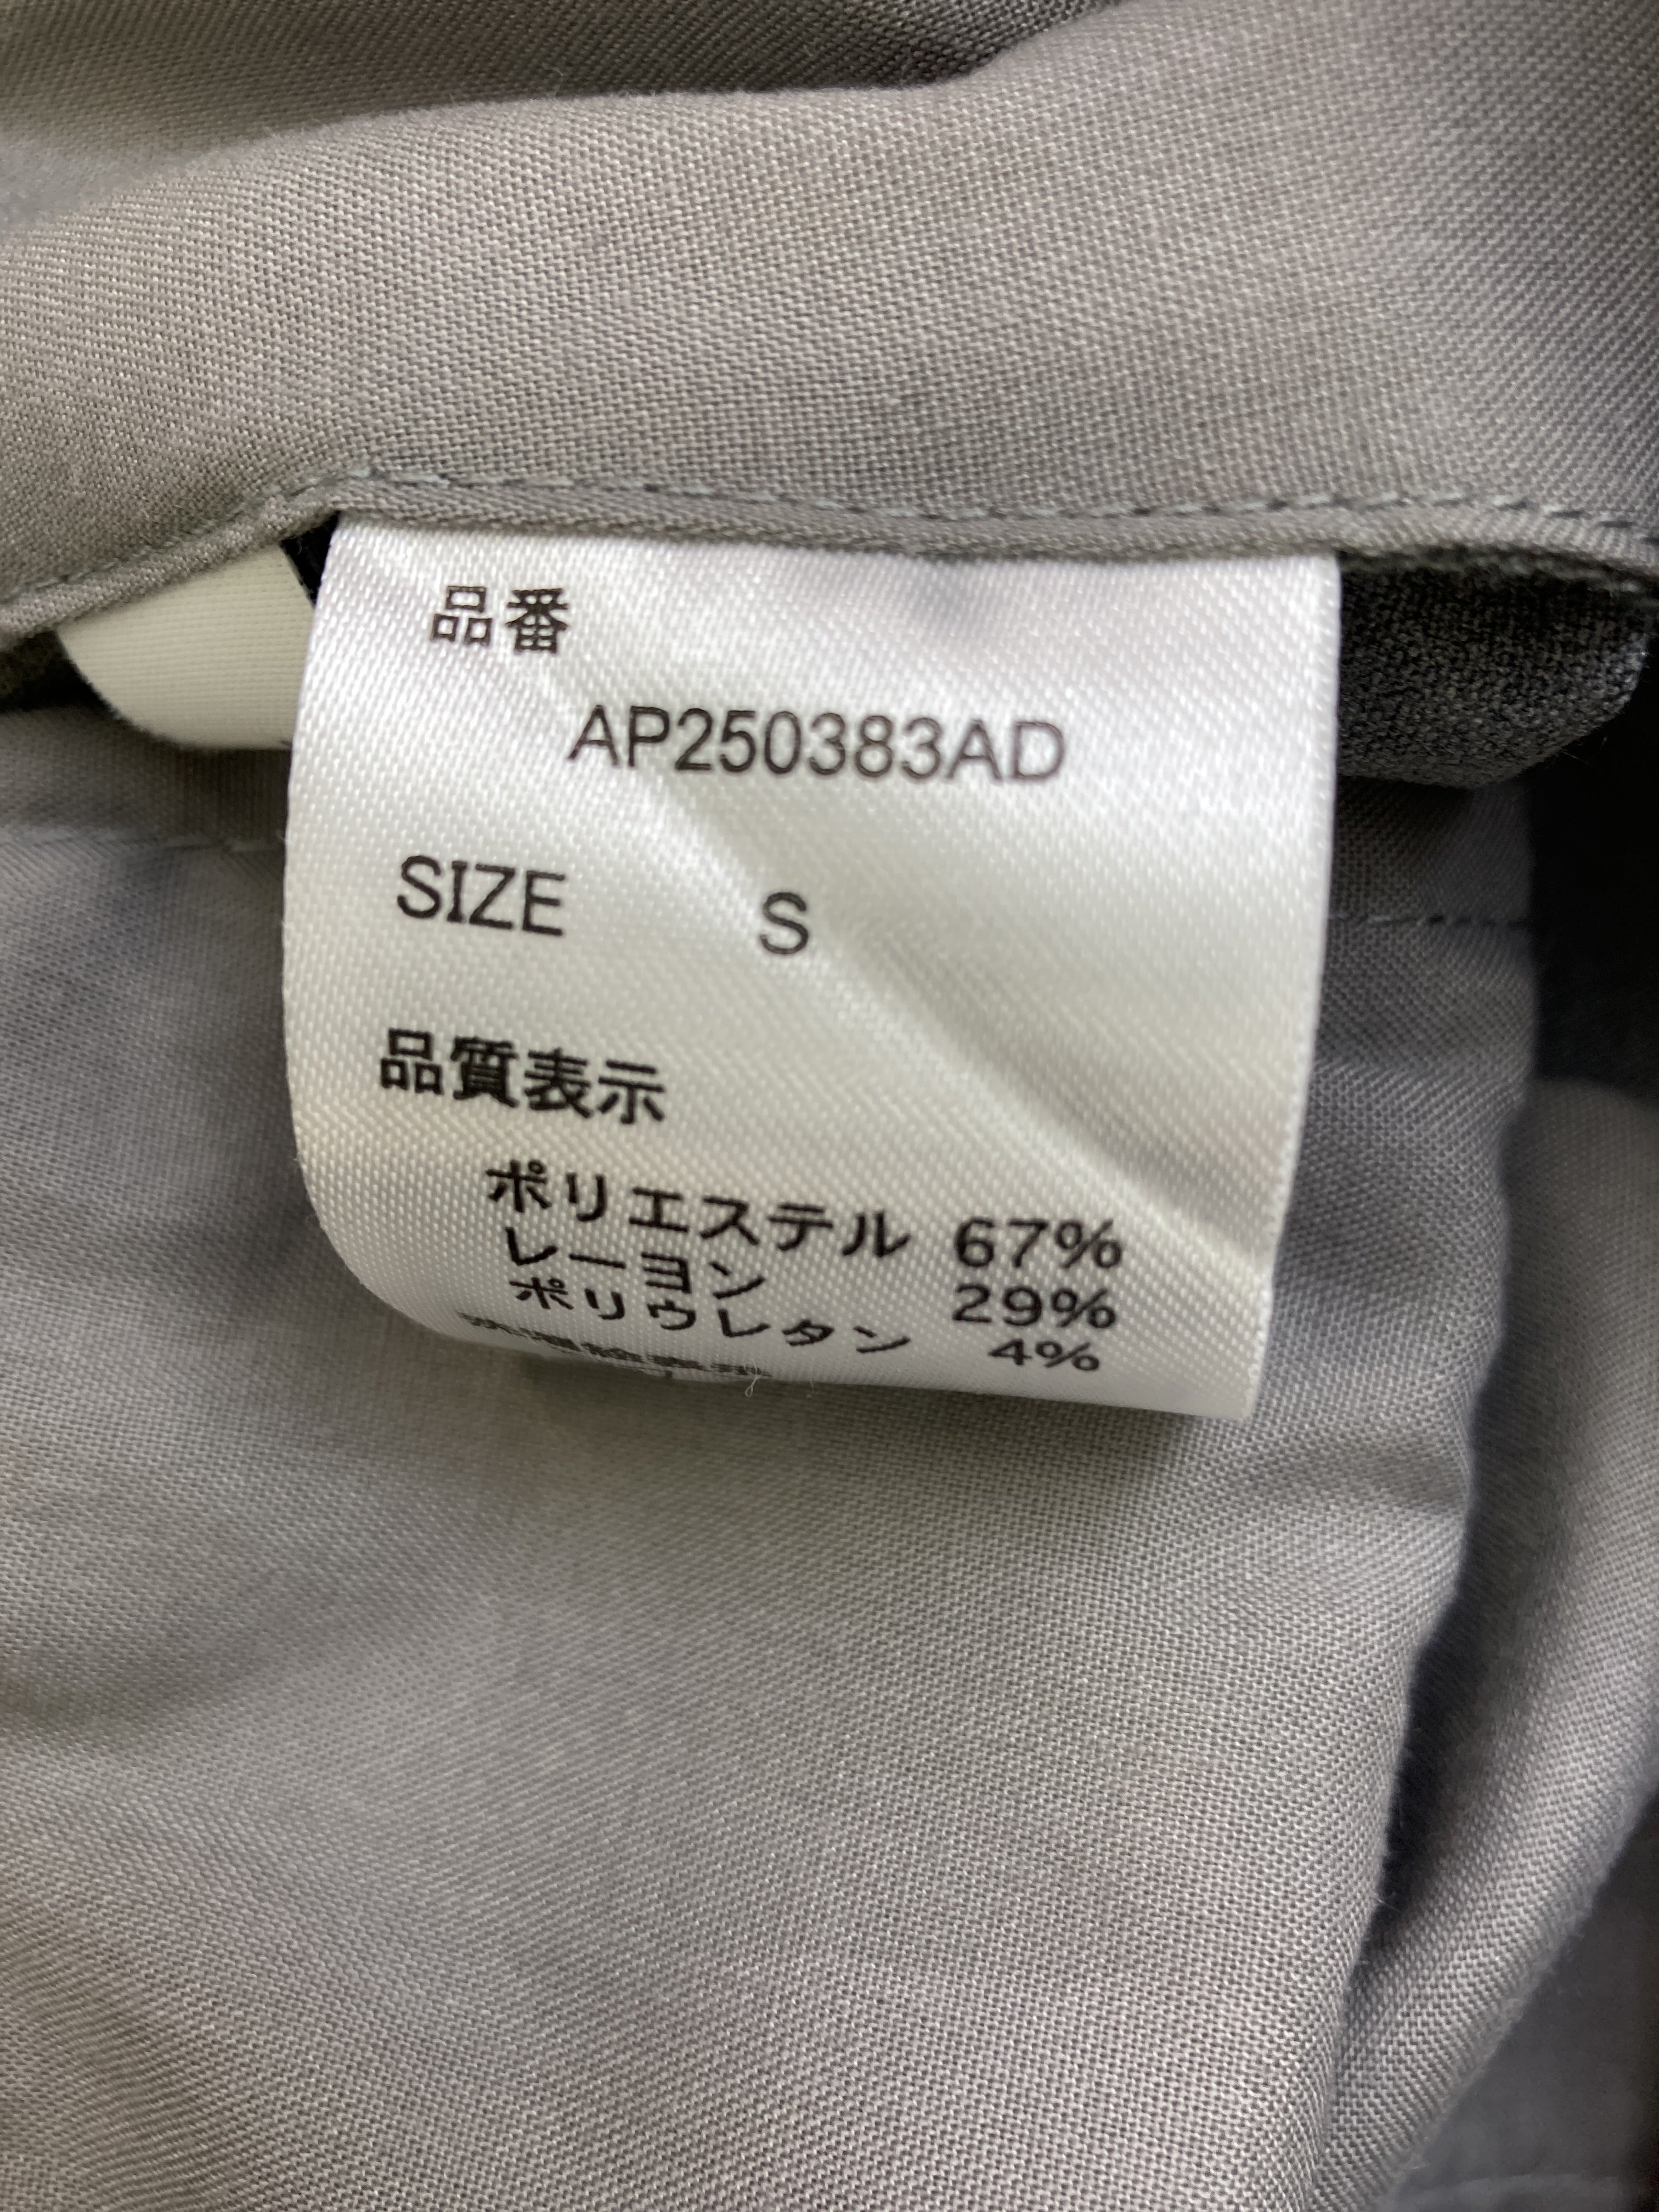 品番
AP250383AD
SIZE S
品質表示
ポリエステル 67%
レーヨン 29%
ポリウレタン 4%